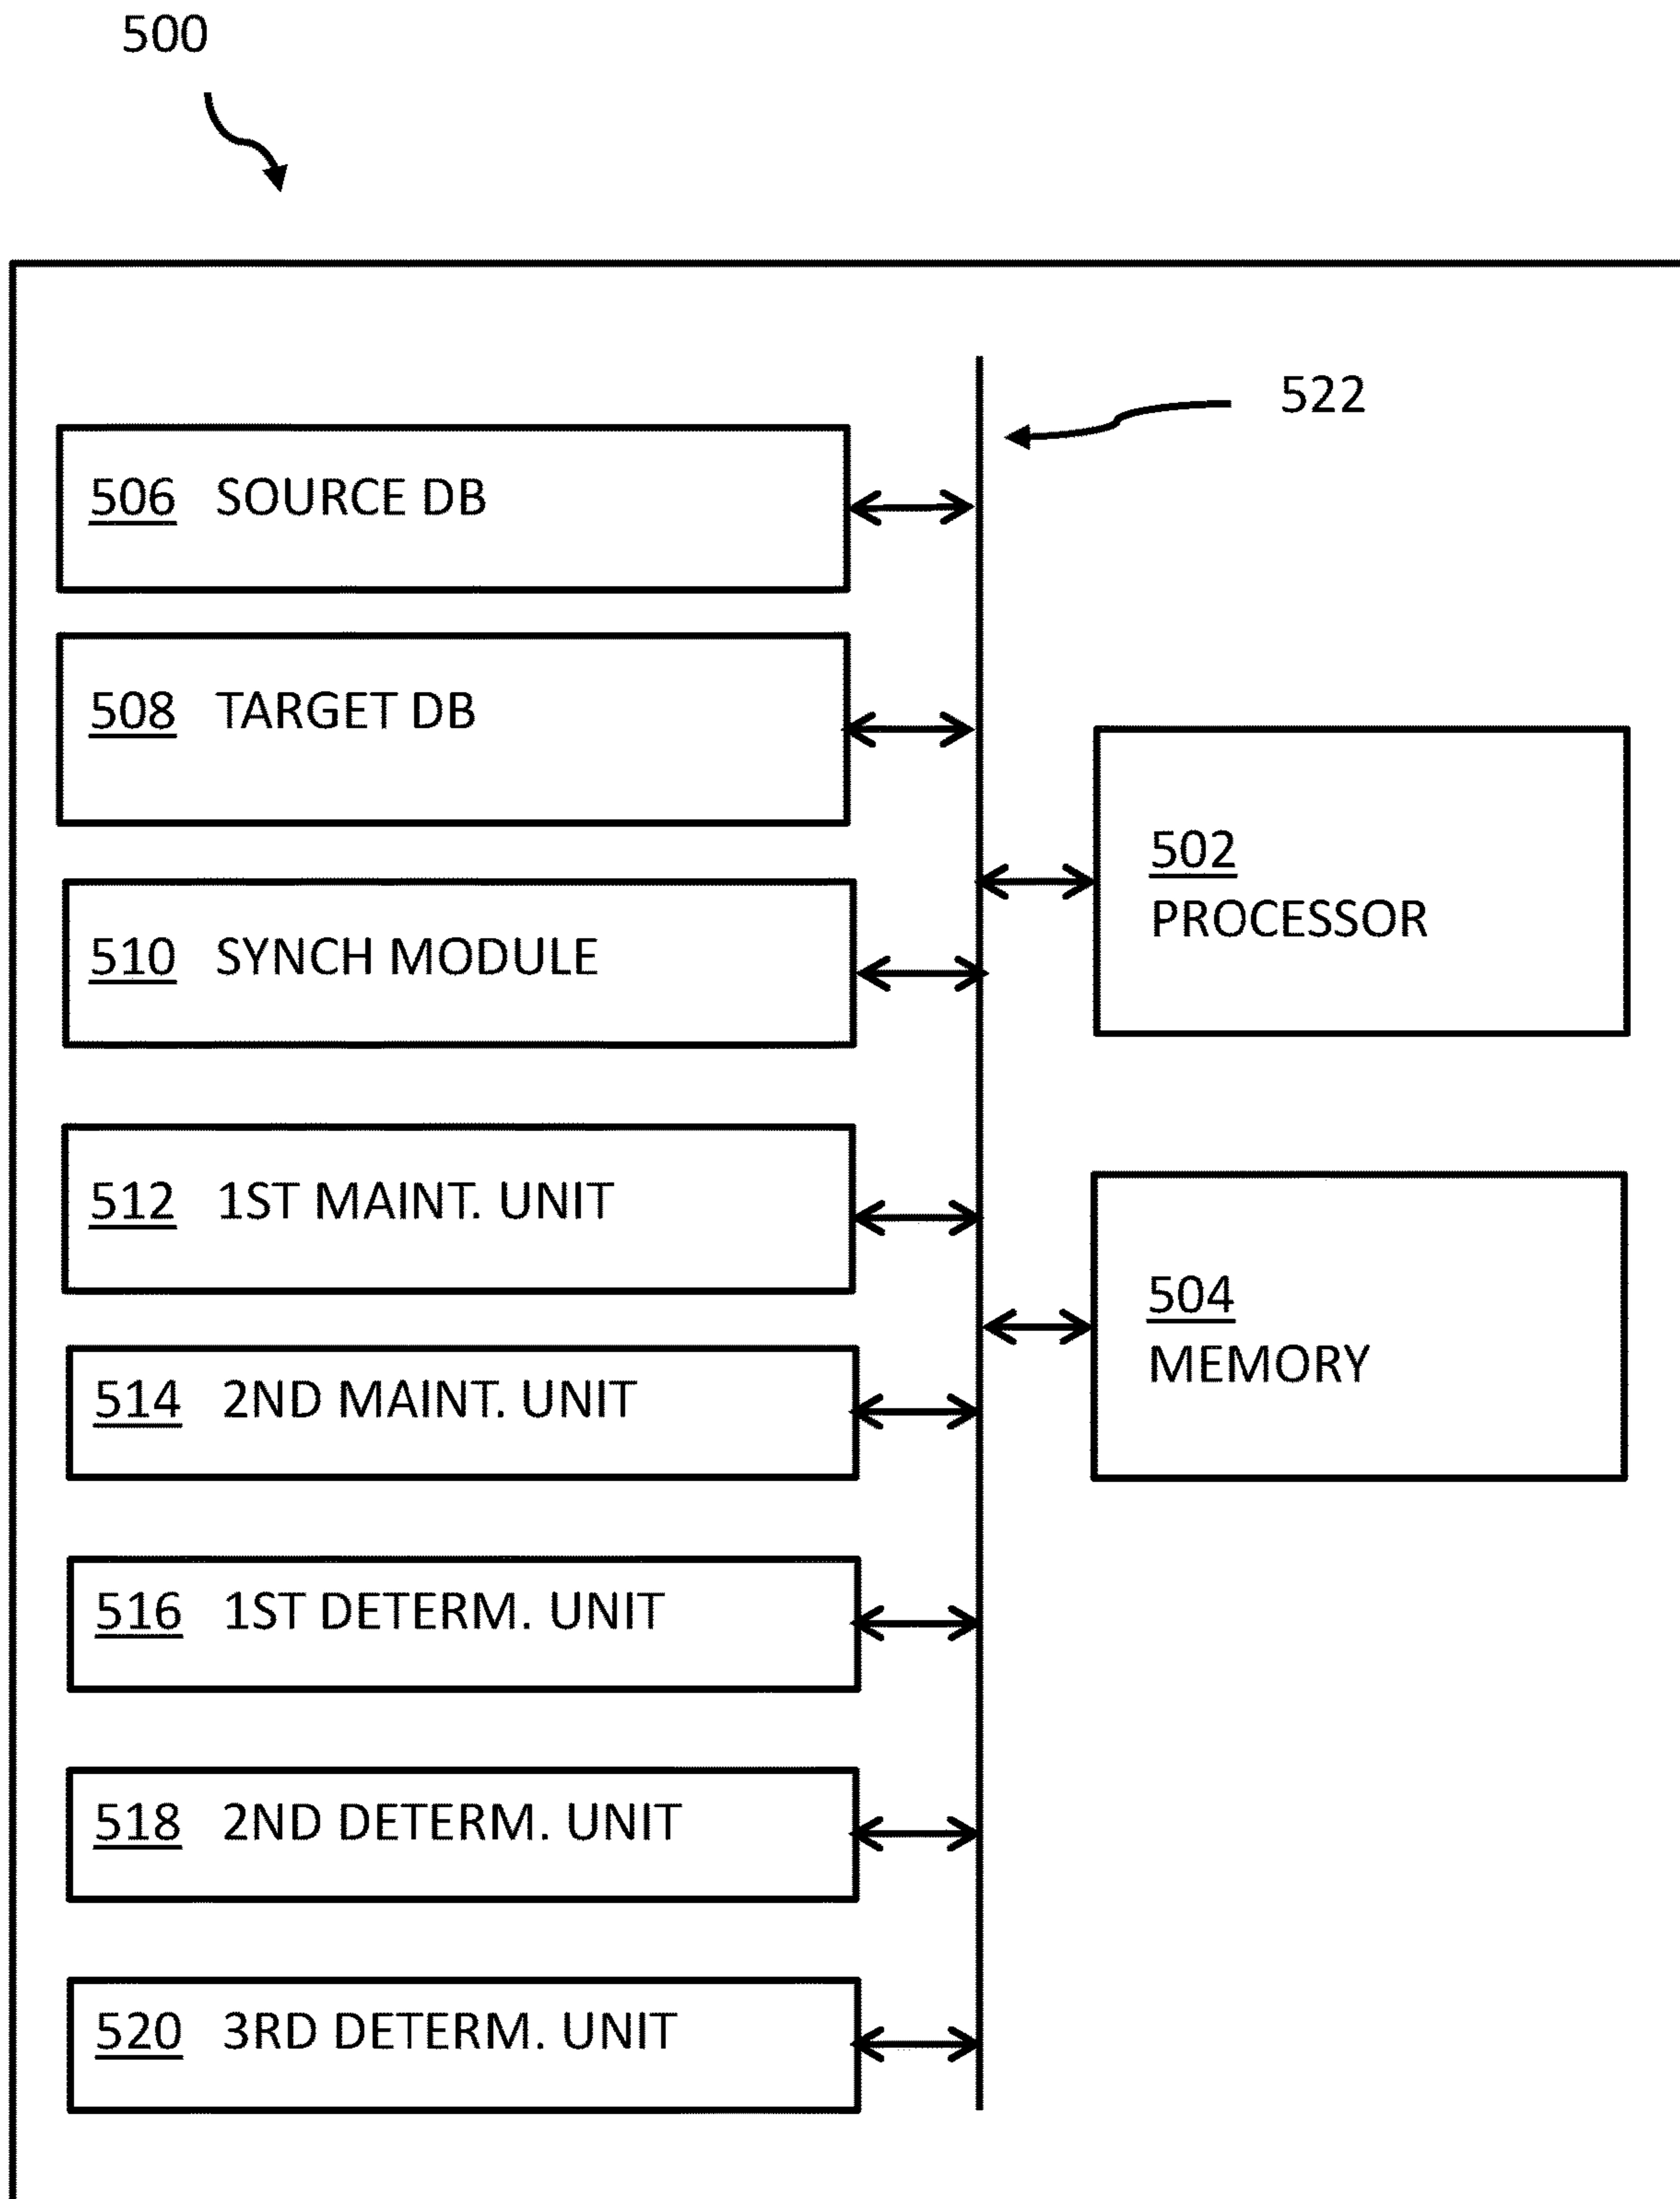 500
522
506 SOURCE DB
508 TARGET DB
502
PROCESSOR
510 SYNCH MODULE
512 1ST MAINT. UNIT
504
MEMORY
514 2ND MAINT. UNIT
516 1ST DETERM. UNIT
518 2ND DETERM. UNIT
520 3RD DETERM. UNIT